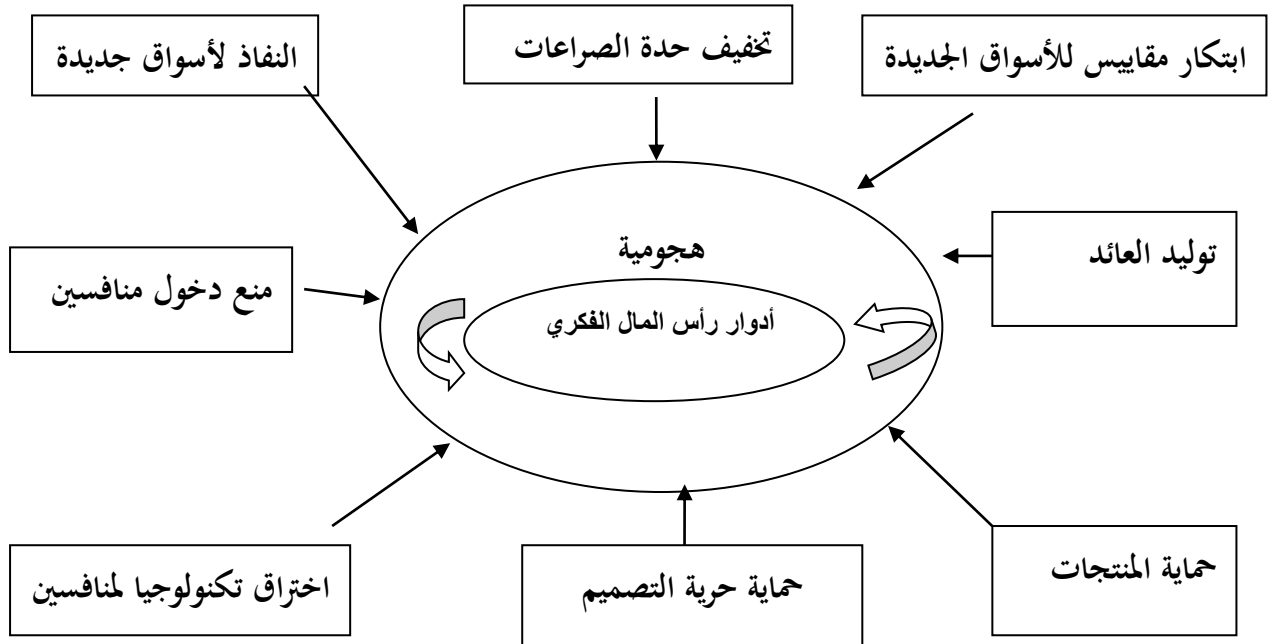 ابتكار مقاييس للأسواق الجديدة
تخفيف حدة الصراعات
النفاذ لأسواق جديدة
توليد العائد
هجومية
منع دخول منافسين
أدوار رأس المال الفكري
حماية المنتجات
حماية حرية التصميم
اختراق تكنولوجيا لمنافسين